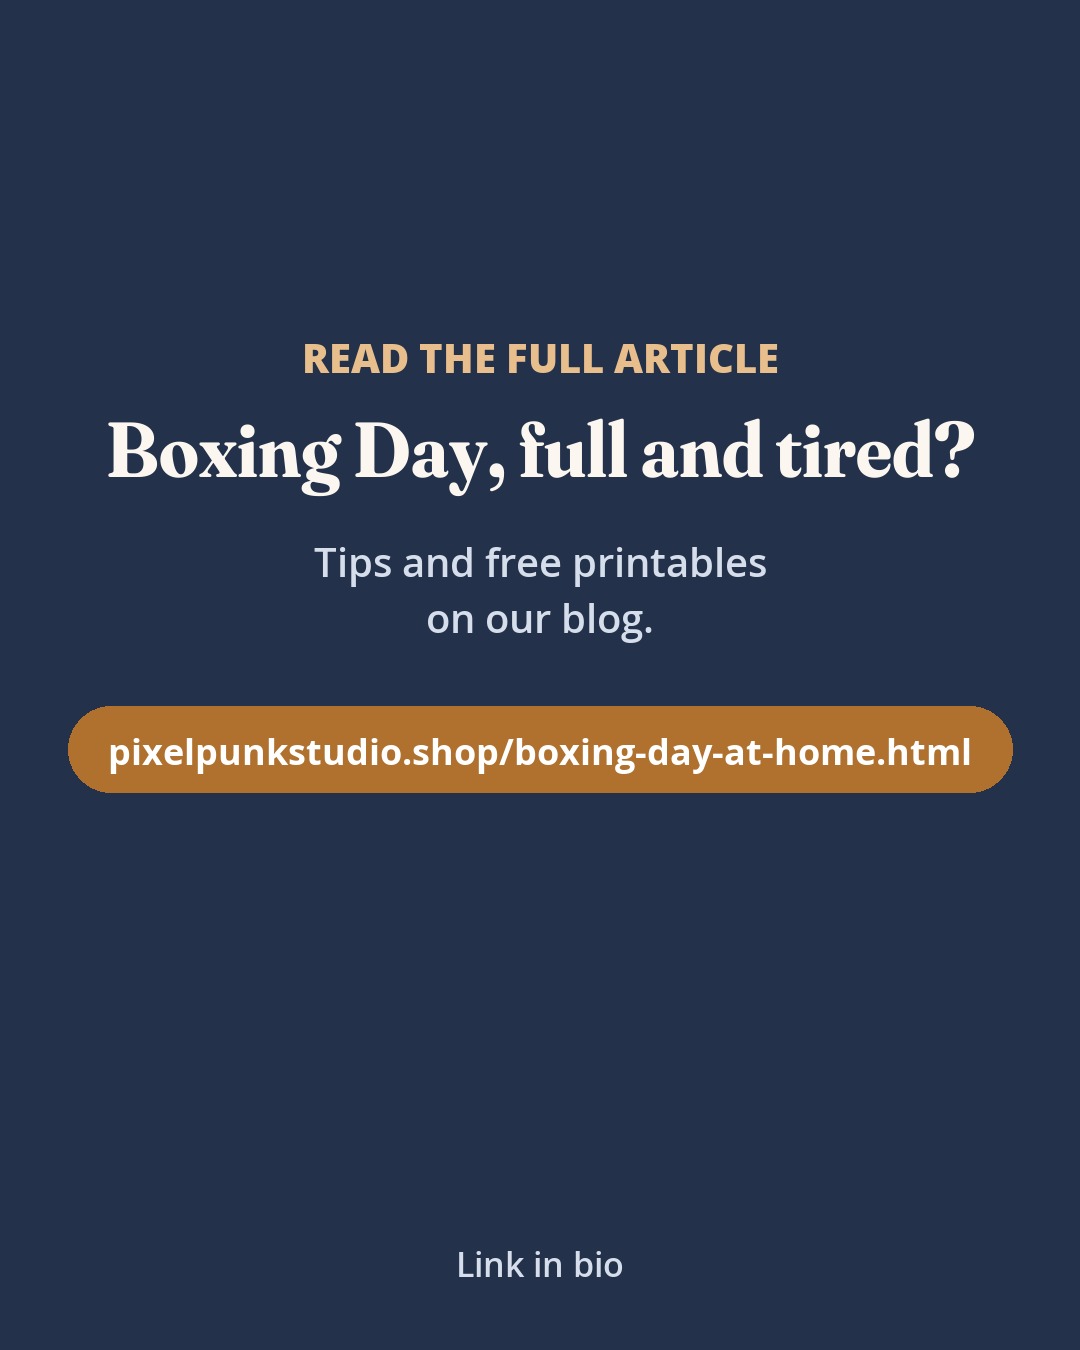 READ THE FULL ARTICLE
Boxing Day, full and tired?
Tips and free printables
on our blog.
pixelpunkstudio.shop/boxing-day-at-home.html
Link in bio